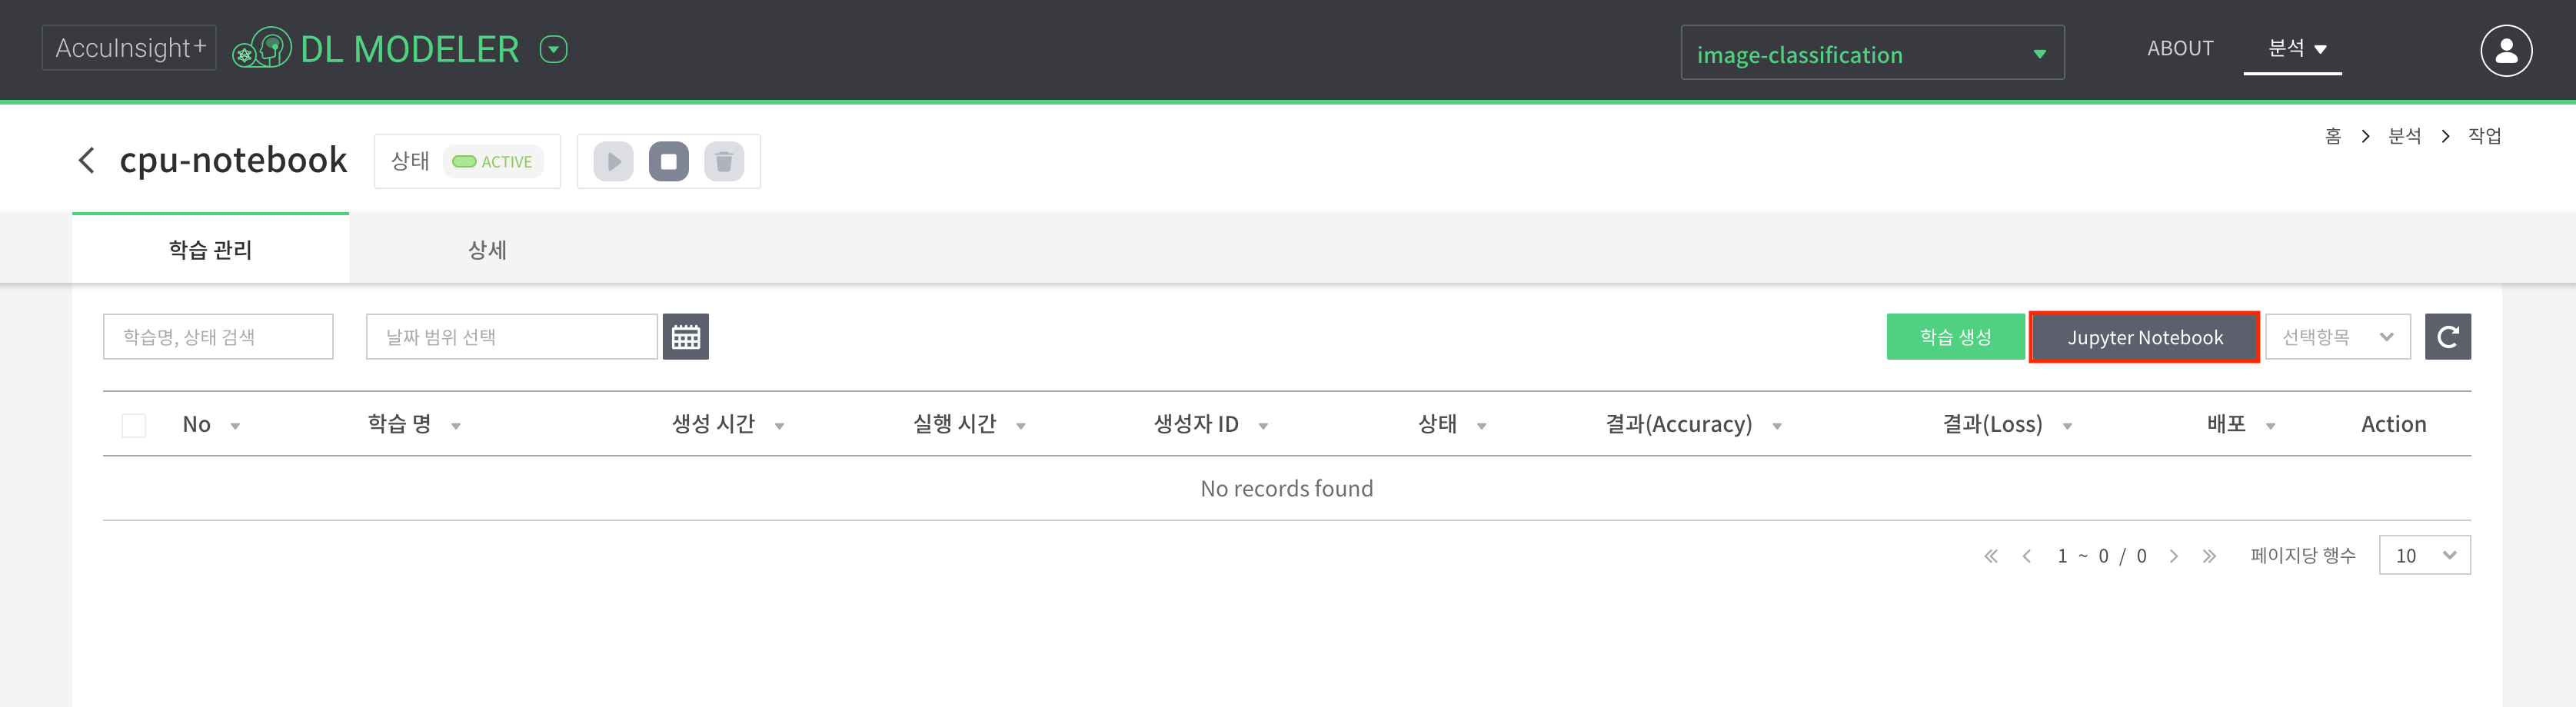 AccuInsight+ DL MODELER image-classification ABOUT 분석
cpu-notebook 상태 ACTIVE 홈 > 분석 > 작업
학습 관리 상세
학습명, 상태 검색 날짜 범위 선택 학습 생성 Jupyter Notebook 선택항목
No 학습 명 생성 시간 실행 시간 생성자 ID 상태 결과(Accuracy) 결과(Loss) 배포 Action
No records found
1 ~ 0 / 0 페이지당 행수 10